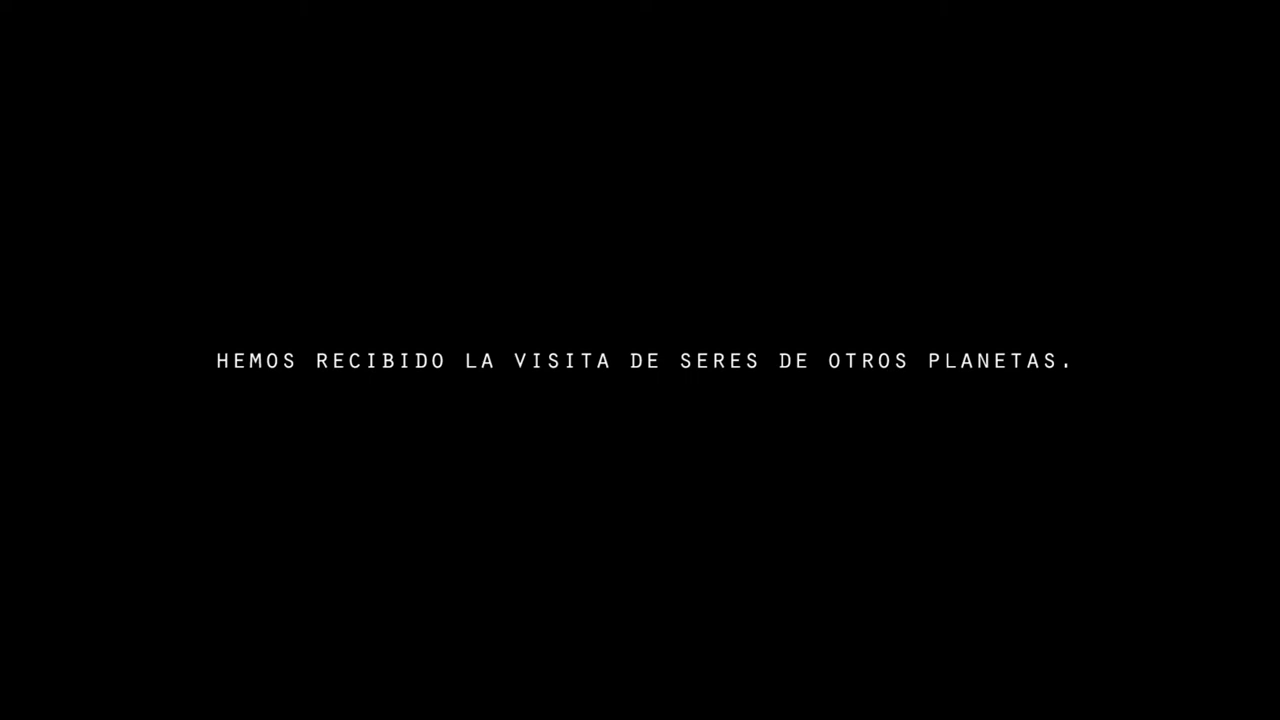 HEMOS RECIBIDO LA VISITA DE SERES DE OTROS PLANETAS.